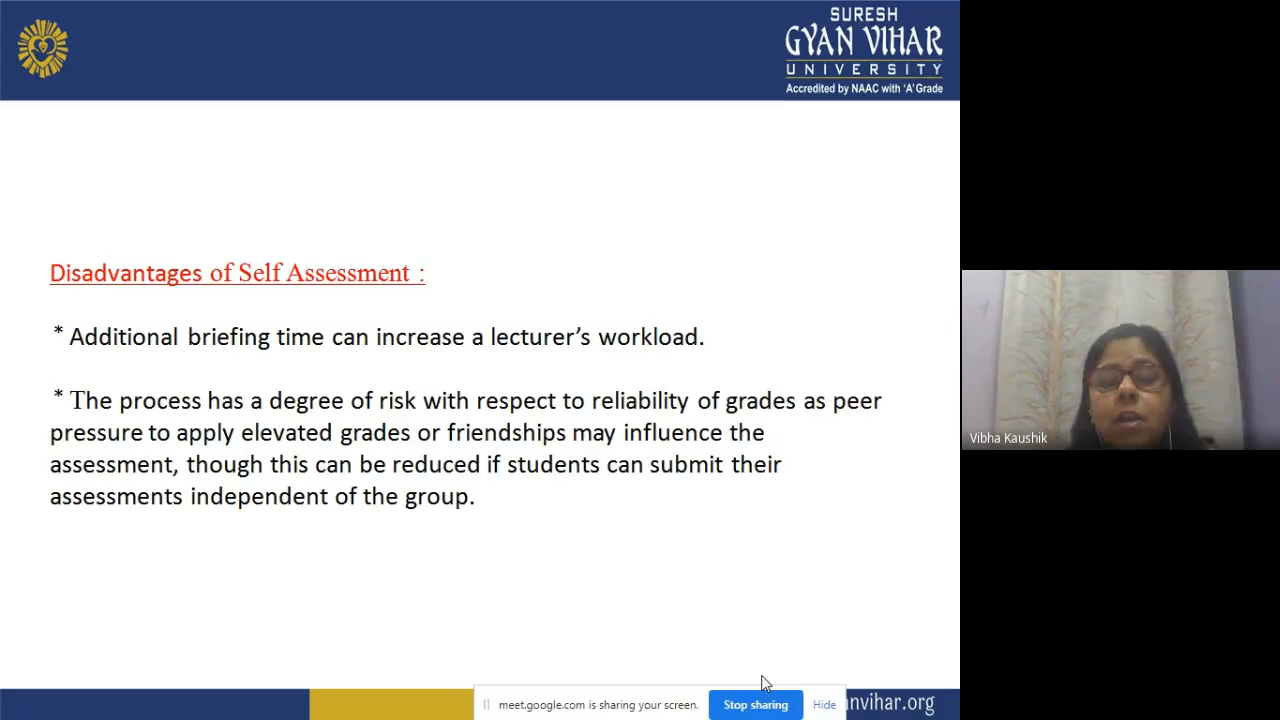 SURESH
GYAN VIHAR
UNIVERSITY
Accredited by NAAC with 'A' Grade
Disadvantages of Self Assessment :
* Additional briefing time can increase a lecturer's workload.
* The process has a degree of risk with respect to reliability of grades as peer
pressure to apply elevated grades or friendships may influence the
assessment, though this can be reduced if students can submit their
assessments independent of the group.
Vibha Kaushik
meet.google.com is sharing your screen.
Stop sharing
Hide
anvihar.org